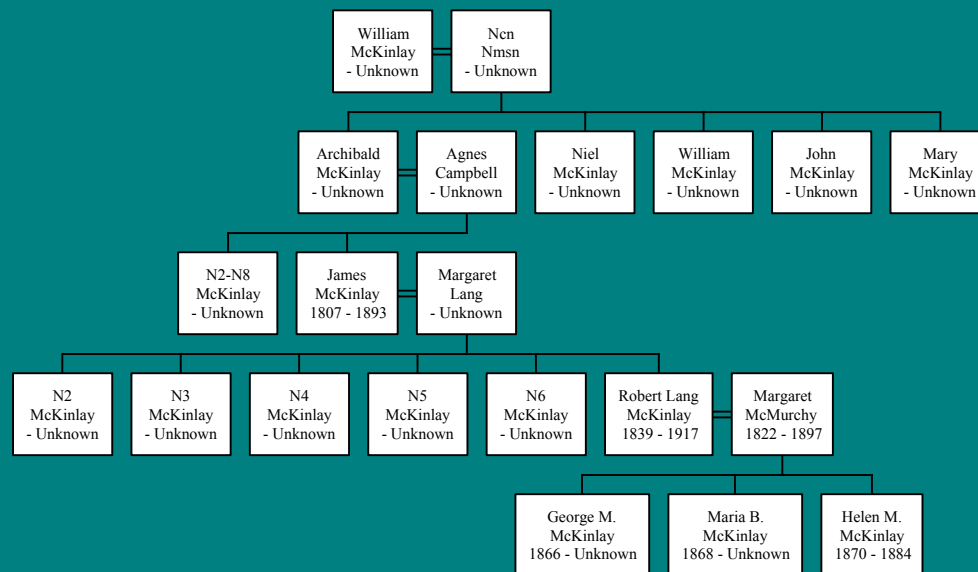 William
McKinlay
- Unknown
Ncn
Nmsn
- Unknown
Archibald
McKinlay
- Unknown
Agnes
Campbell
- Unknown
Niel
McKinlay
- Unknown
William
McKinlay
- Unknown
John
McKinlay
- Unknown
Mary
McKinlay
- Unknown
N2-N8
McKinlay
- Unknown
James
McKinlay
1807 - 1893
Margaret
Lang
- Unknown
N2
McKinlay
- Unknown
N3
McKinlay
- Unknown
N4
McKinlay
- Unknown
N5
McKinlay
- Unknown
N6
McKinlay
- Unknown
Robert Lang
McKinlay
1839 - 1917
Margaret
McMurchy
1822 - 1897
George M.
McKinlay
1866 - Unknown
Maria B.
McKinlay
1868 - Unknown
Helen M.
McKinlay
1870 - 1884